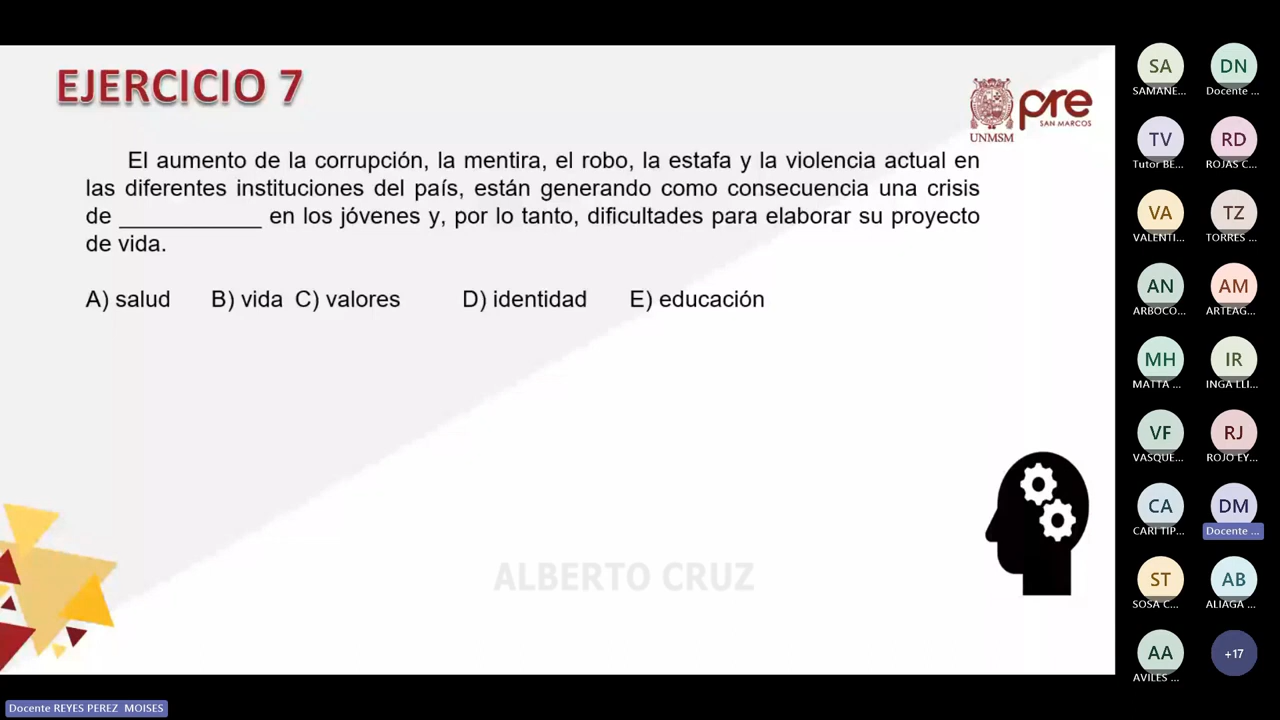 EJERCICIO 7
UNMSM
pre
SAN MARCOS
El aumento de la corrupción, la mentira, el robo, la estafa y la violencia actual en
las diferentes instituciones del país, están generando como consecuencia una crisis
de ___________ en los jóvenes y, por lo tanto, dificultades para elaborar su proyecto
de vida.
A) salud B) vida C) valores D) identidad E) educación
ALBERTO CRUZ
SA DN
SAMANE... Docente ...
TV RD
Tutor BE... ROJAS C...
VA TZ
VALENTI... TORRES ...
AN AM
ARBOCO... ARTEAG...
MH IR
MATTA ... INGA LLI...
VF RJ
VASQUE... ROJO EY...
CA DM
CARI TIP... Docente ...
ST AB
SOSA C... ALIAGA ...
AA +17
AVILES ...
Docente REYES PEREZ MOISES